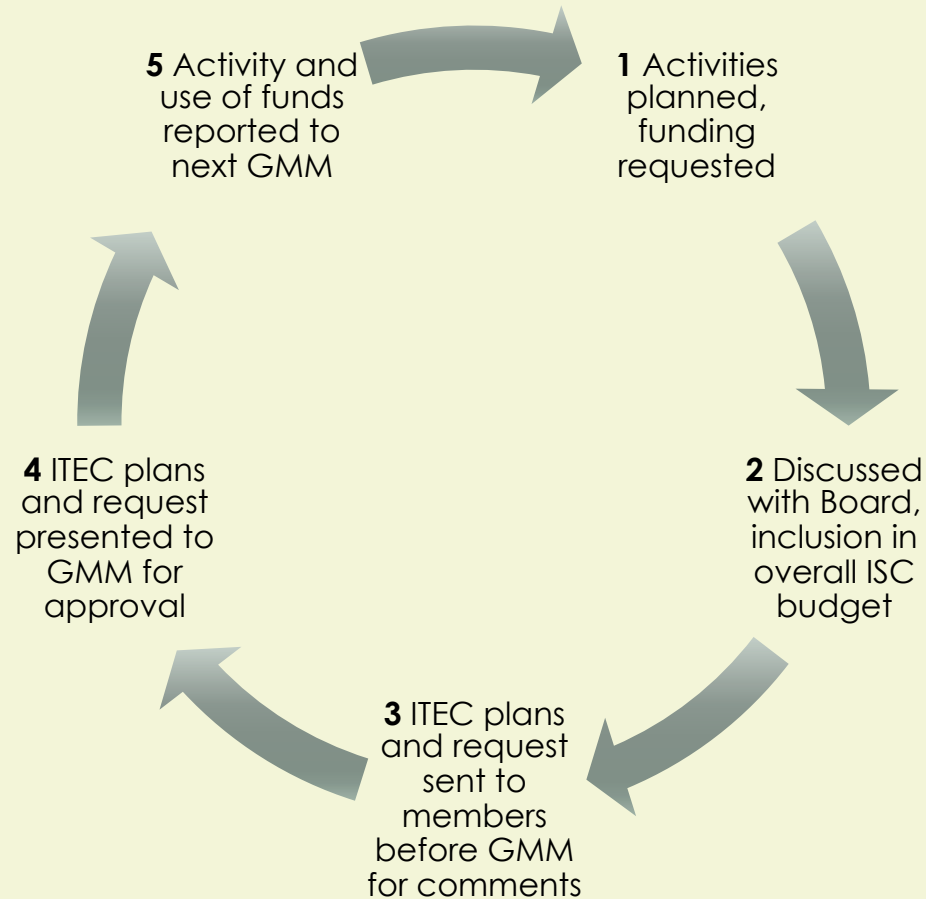 1 Activities
planned,
funding
requested
2 Discussed
with Board,
inclusion in
overall ISC
budget
3 ITEC plans
and request
sent to
members
before GMM
for comments
4 ITEC plans
and request
presented to
GMM for
approval
5 Activity and
use of funds
reported to
next GMM